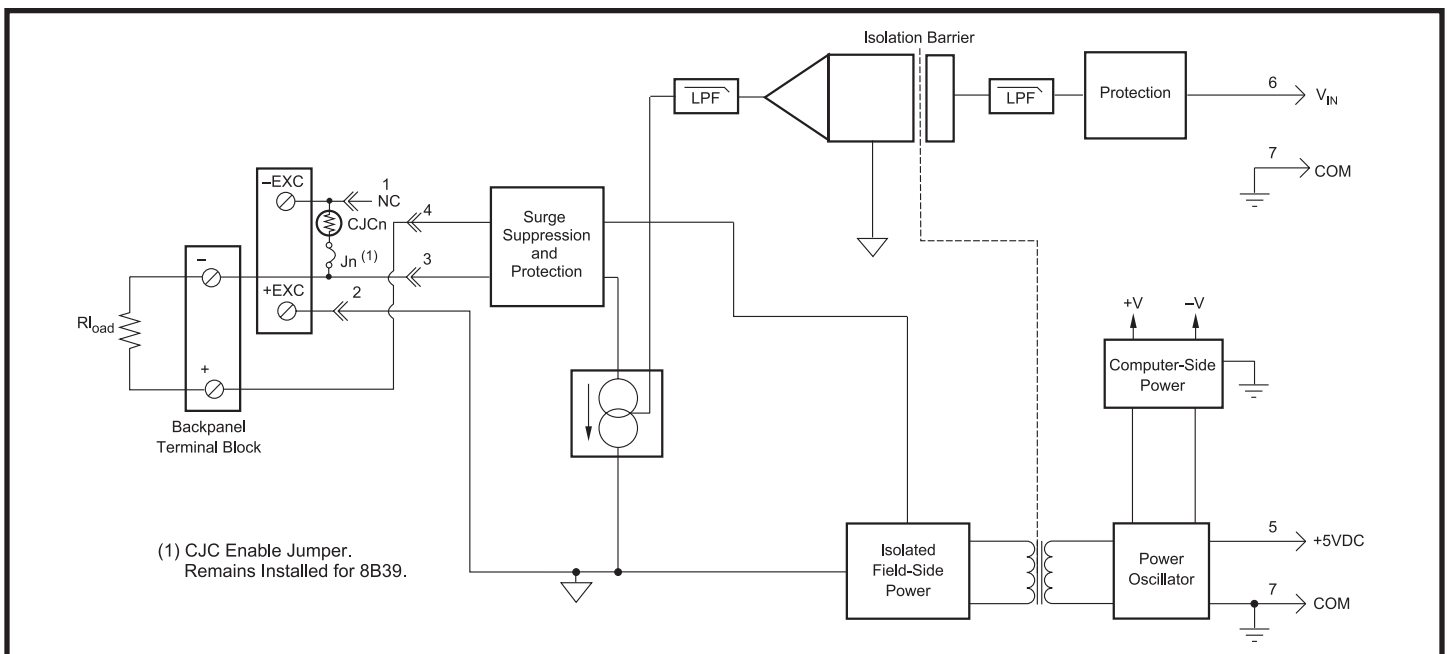 Isolation Barrier
LPF
LPF
Protection
6
V_IN
7
COM
–EXC
1
NC
CJCn
4
Surge
Suppression
and
Protection
–
Jn (1)
3
+EXC
2
Rload
+
Backpanel
Terminal Block
+V
–V
Computer-Side
Power
(1) CJC Enable Jumper.
Remains Installed for 8B39.
Isolated
Field-Side
Power
Power
Oscillator
5
+5VDC
7
COM